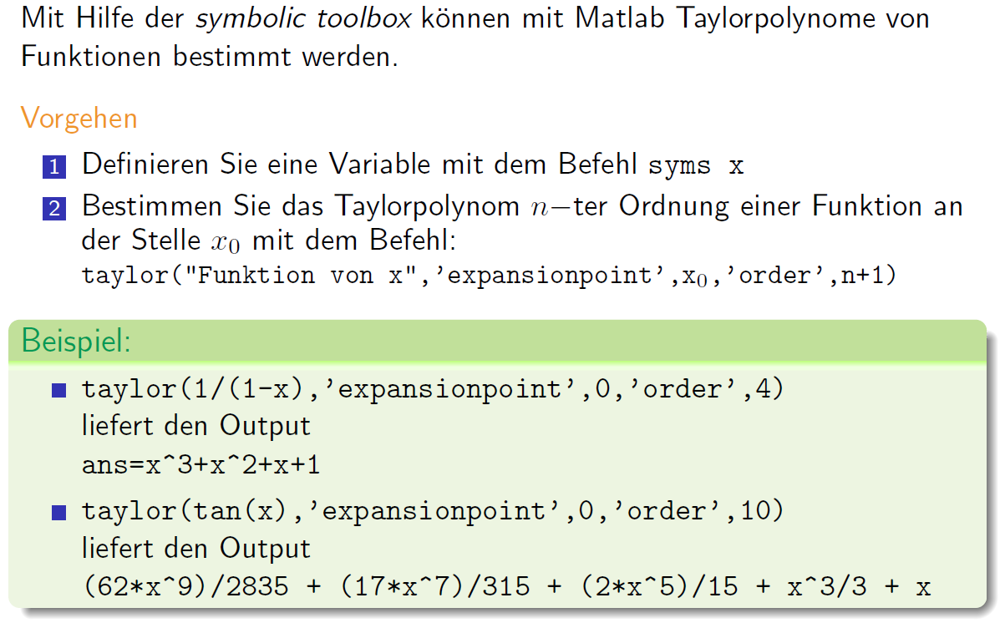 Mit Hilfe der symbolic toolbox können mit Matlab Taylorpolynome von
Funktionen bestimmt werden.
Vorgehen
1 Definieren Sie eine Variable mit dem Befehl syms x
2 Bestimmen Sie das Taylorpolynom n−ter Ordnung einer Funktion an
der Stelle x₀ mit dem Befehl:
taylor("Funktion von x",’expansionpoint’,x₀,’order’,n+1)
Beispiel:
taylor(1/(1-x),’expansionpoint’,0,’order’,4)
liefert den Output
ans=x^3+x^2+x+1
taylor(tan(x),’expansionpoint’,0,’order’,10)
liefert den Output
(62*x^9)/2835 + (17*x^7)/315 + (2*x^5)/15 + x^3/3 + x